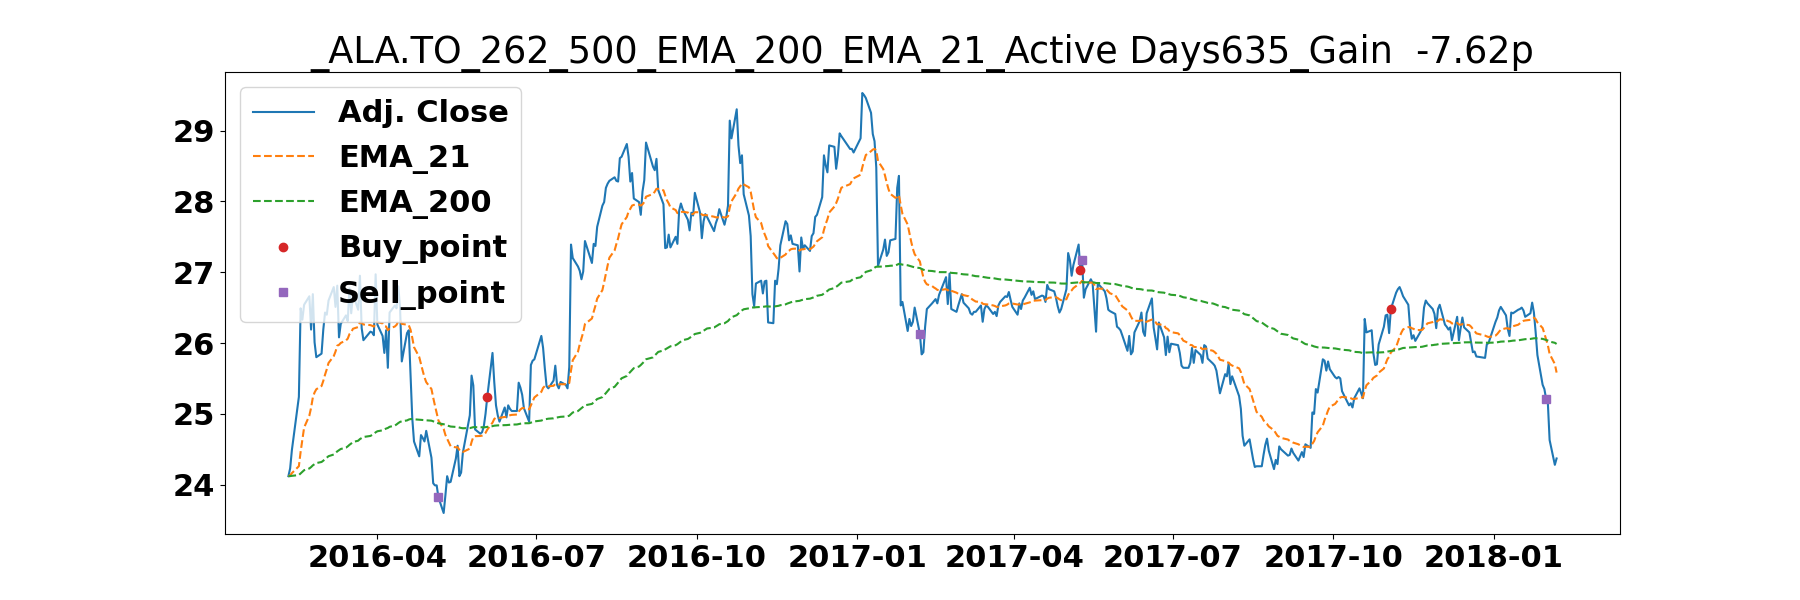 _ALA.TO_262_500_EMA_200_EMA_21_Active Days635_Gain  -7.62p
Adj. Close
EMA_21
EMA_200
Buy_point
Sell_point
29
28
27
26
25
24
2016-04 2016-07 2016-10 2017-01 2017-04 2017-07 2017-10 2018-01